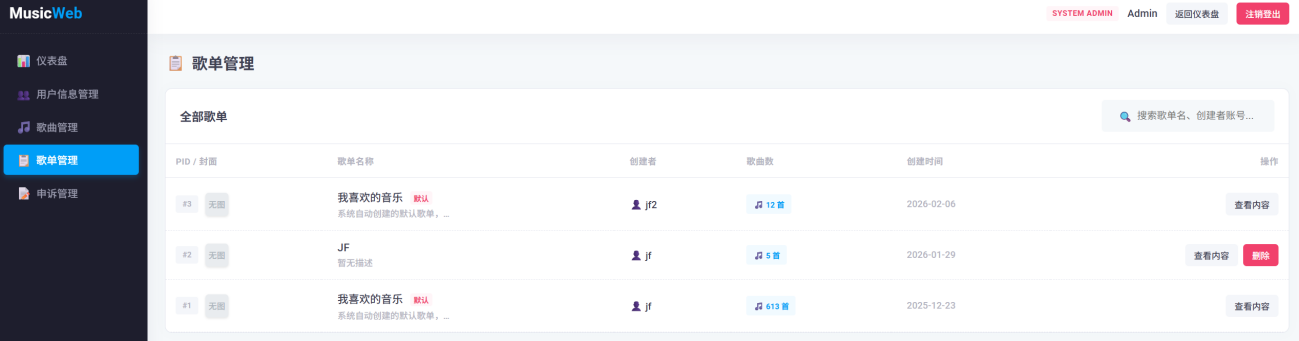 MusicWeb
SYSTEM ADMIN Admin 返回仪表盘 注销登出
仪表盘
用户信息管理
歌曲管理
歌单管理
申诉管理
歌单管理
全部歌单
搜索歌单名、创建者账号...
PID / 封面 歌单名称 创建者 歌曲数 创建时间 操作
#3 无图 我喜欢的音乐 默认 jf2 12 首 2026-02-06 查看内容
系统自动创建的默认歌单，...
#2 无图 JF jf 5 首 2026-01-29 查看内容 删除
暂无描述
#1 无图 我喜欢的音乐 默认 jf 613 首 2025-12-23 查看内容
系统自动创建的默认歌单，...